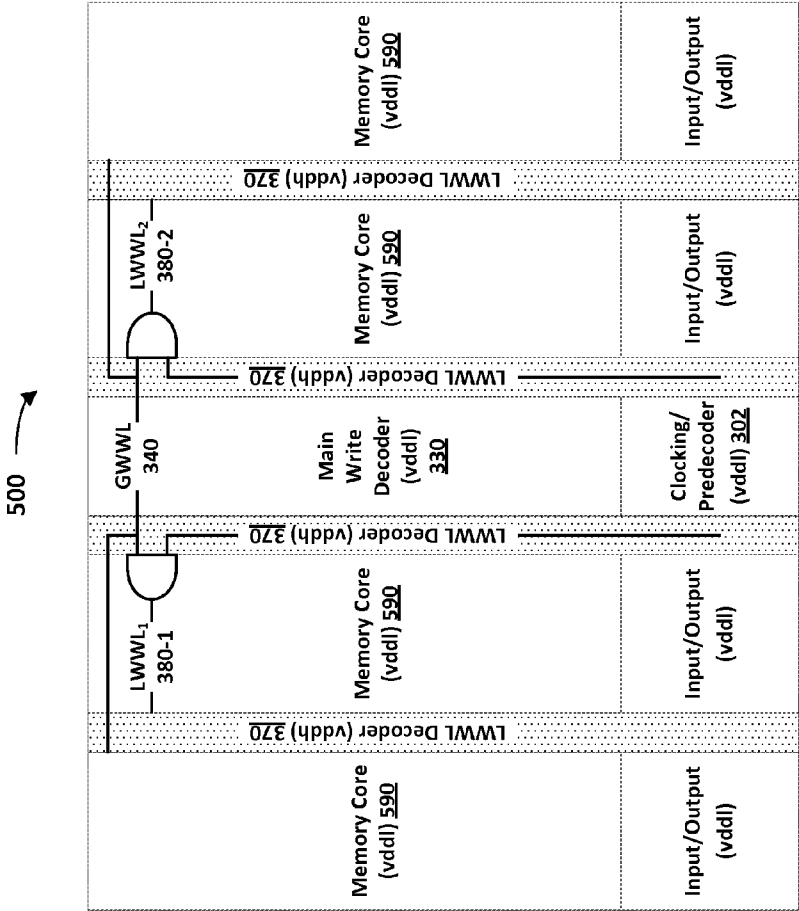 500
LWWL₁
380-1
GWWL
340
LWWL₂
380-2
Memory Core
(vddl) 590
LWWL Decoder (vddh) 370
Memory Core
(vddl) 590
LWWL Decoder (vddh) 370
Main
Write
Decoder
(vddl)
330
LWWL Decoder (vddh) 370
Memory Core
(vddl) 590
LWWL Decoder (vddh) 370
Memory Core
(vddl) 590
Input/Output
(vddl)
Input/Output
(vddl)
Clocking/
Predecoder
(vddl) 302
Input/Output
(vddl)
Input/Output
(vddl)